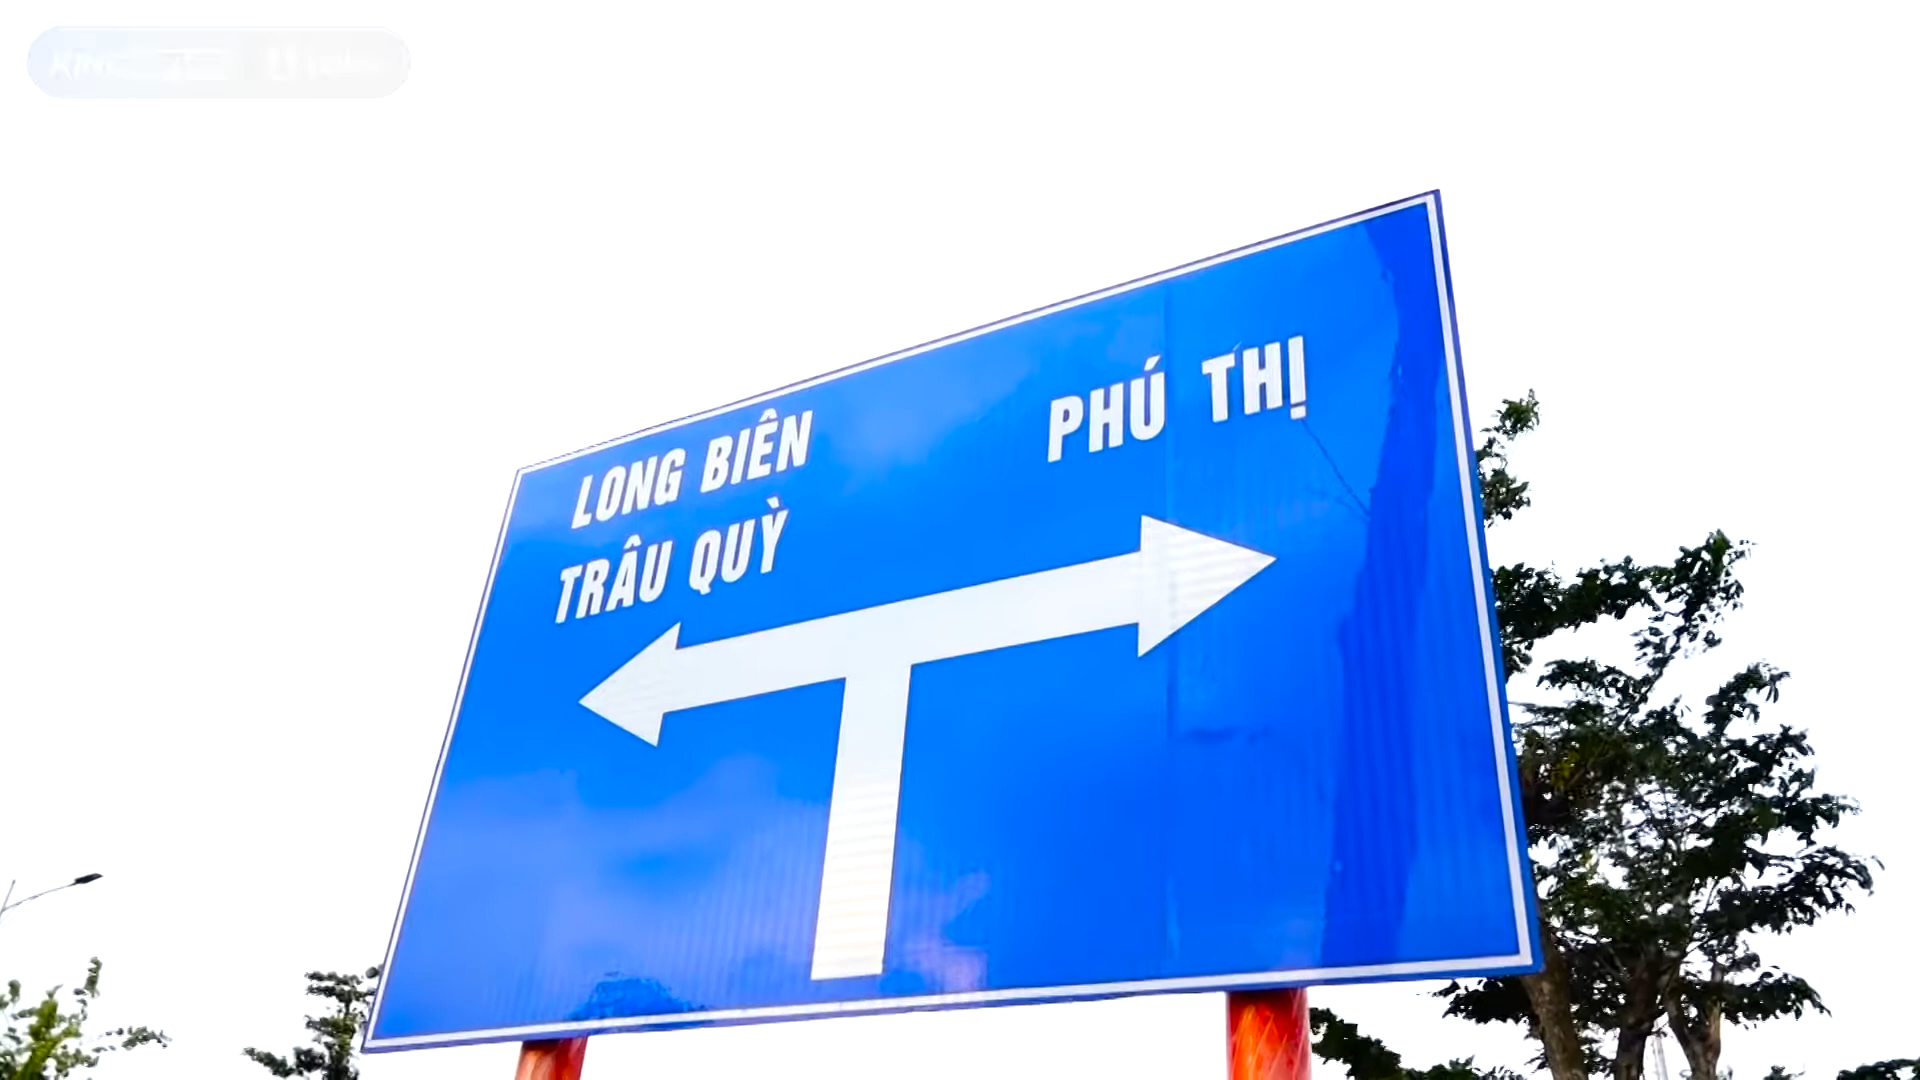 LONG BIÊN
TRÂU QUỲ
PHÚ THỊ